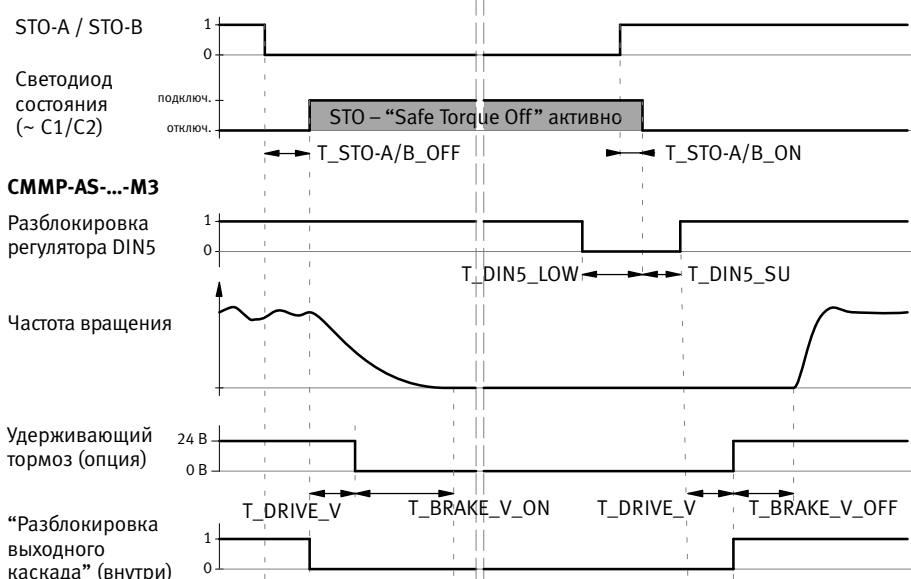 STO-A / STO-B
1
0
Светодиод
состояния
(~ C1/C2)
подключ.
отключ.
STO – “Safe Torque Off” активно
T_STO-A/B_OFF
T_STO-A/B_ON
CMMP-AS-...-M3
Разблокировка
регулятора DIN5
1
0
T_DIN5_LOW
T_DIN5_SU
Частота вращения
Удерживающий
тормоз (опция)
24 В
0 В
T_DRIVE_V
T_BRAKE_V_ON
T_DRIVE_V
T_BRAKE_V_OFF
“Разблокировка
выходного
каскада” (внутри)
1
0